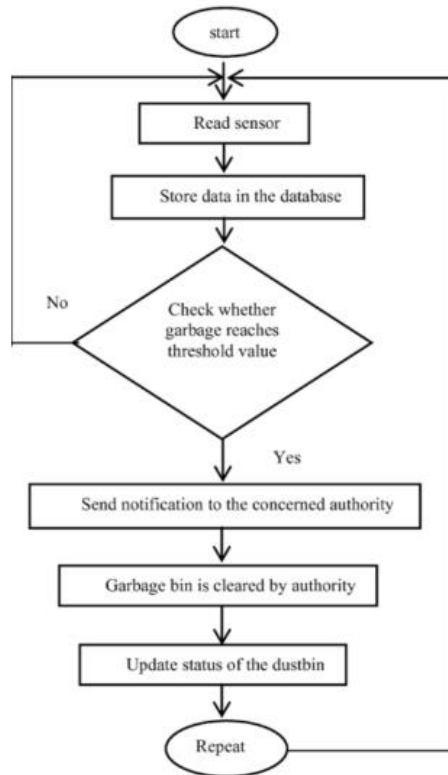 start
Read sensor
Store data in the database
No
Check whether
garbage reaches
threshold value
Yes
Send notification to the concerned authority
Garbage bin is cleared by authority
Update status of the dustbin
Repeat